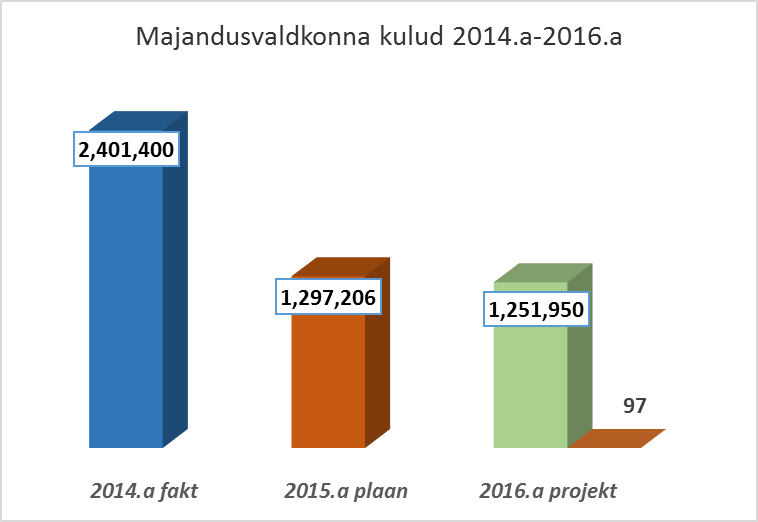 Majandusvaldkonna kulud 2014.a-2016.a
2,401,400
1,297,206
1,251,950
97
2014.a fakt
2015.a plaan
2016.a projekt